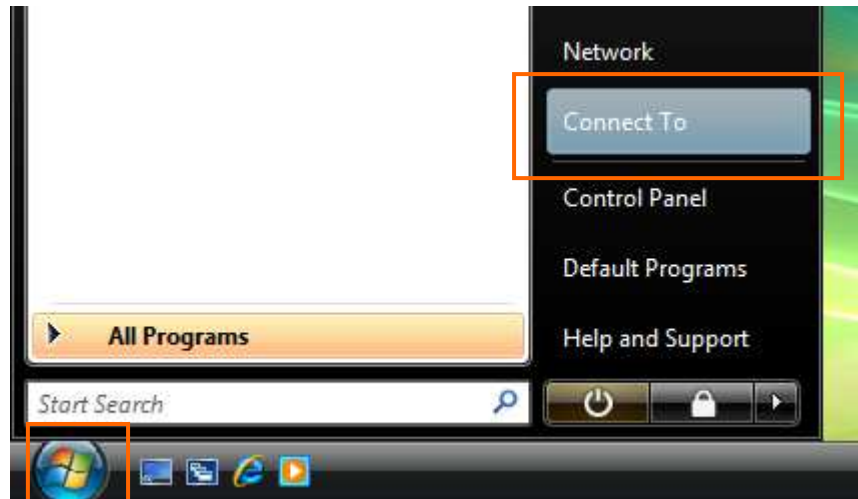 Network
Connect To
Control Panel
Default Programs
Help and Support
All Programs
Start Search